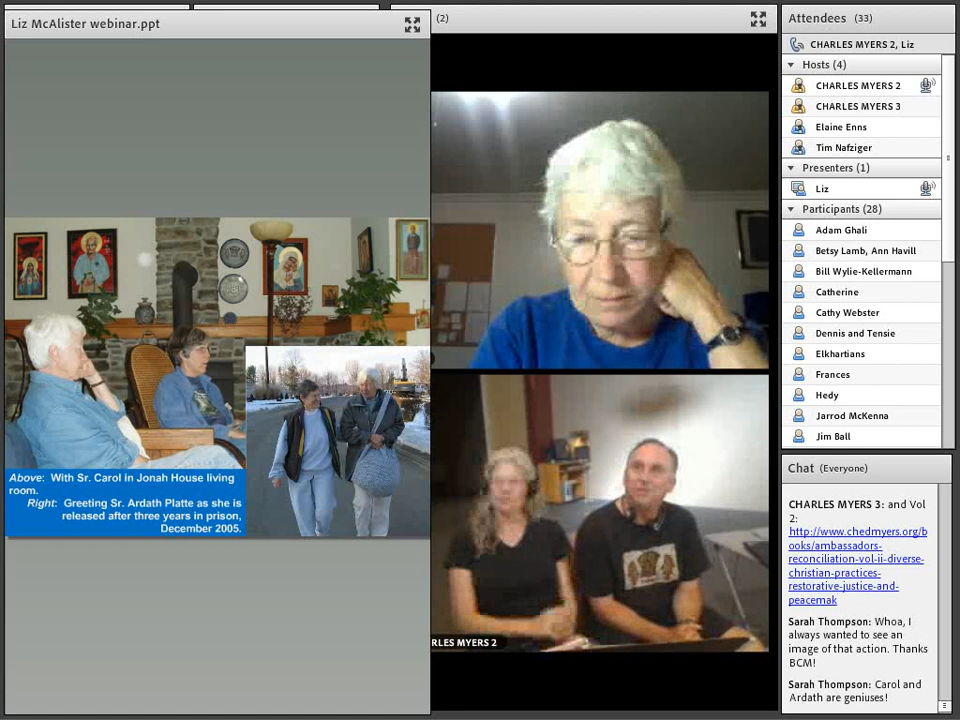 Liz McAlister webinar.ppt
Above: With Sr. Carol in Jonah House living
room.
Right: Greeting Sr. Ardath Platte as she is
released after three years in prison,
December 2005.
(2)
RLES MYERS 2
Attendees (33)
CHARLES MYERS 2, Liz
Hosts (4)
CHARLES MYERS 2
CHARLES MYERS 3
Elaine Enns
Tim Nafziger
Presenters (1)
Liz
Participants (28)
Adam Ghali
Betsy Lamb, Ann Havill
Bill Wylie-Kellermann
Catherine
Cathy Webster
Dennis and Tensie
Elkhartians
Frances
Hedy
Jarrod McKenna
Jim Ball
Chat (Everyone)
CHARLES MYERS 3: and Vol
2:
http://www.chedmyers.org/b
ooks/ambassadors-
reconciliation-vol-ii-diverse-
christian-practices-
restorative-justice-and-
peacemak
Sarah Thompson: Whoa, I
always wanted to see an
image of that action. Thanks
BCM!
Sarah Thompson: Carol and
Ardath are geniuses!